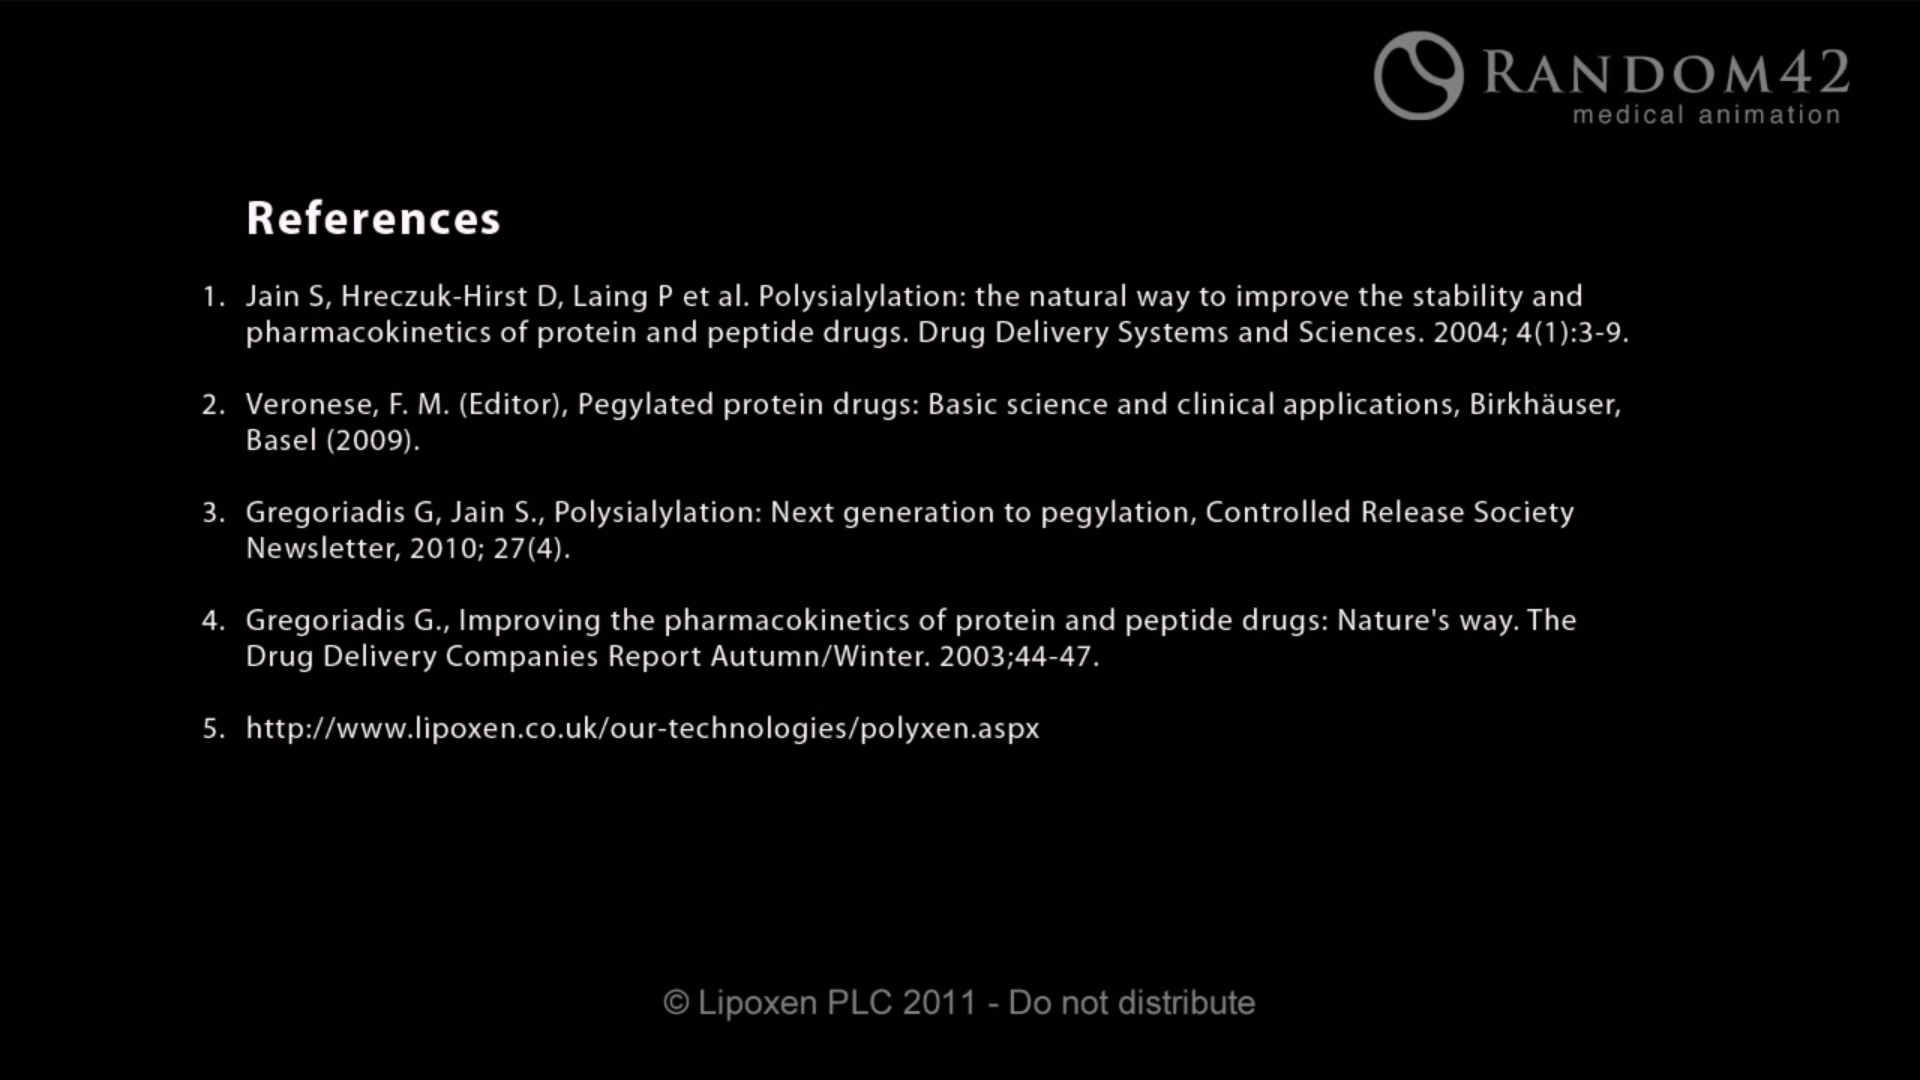 RANDOM42
medical animation
References
1. Jain S, Hreczuk-Hirst D, Laing P et al. Polysialylation: the natural way to improve the stability and
pharmacokinetics of protein and peptide drugs. Drug Delivery Systems and Sciences. 2004; 4(1):3-9.
2. Veronese, F. M. (Editor), Pegylated protein drugs: Basic science and clinical applications, Birkhäuser,
Basel (2009).
3. Gregoriadis G, Jain S., Polysialylation: Next generation to pegylation, Controlled Release Society
Newsletter, 2010; 27(4).
4. Gregoriadis G., Improving the pharmacokinetics of protein and peptide drugs: Nature's way. The
Drug Delivery Companies Report Autumn/Winter. 2003;44-47.
5. http://www.lipoxen.co.uk/our-technologies/polyxen.aspx
© Lipoxen PLC 2011 - Do not distribute